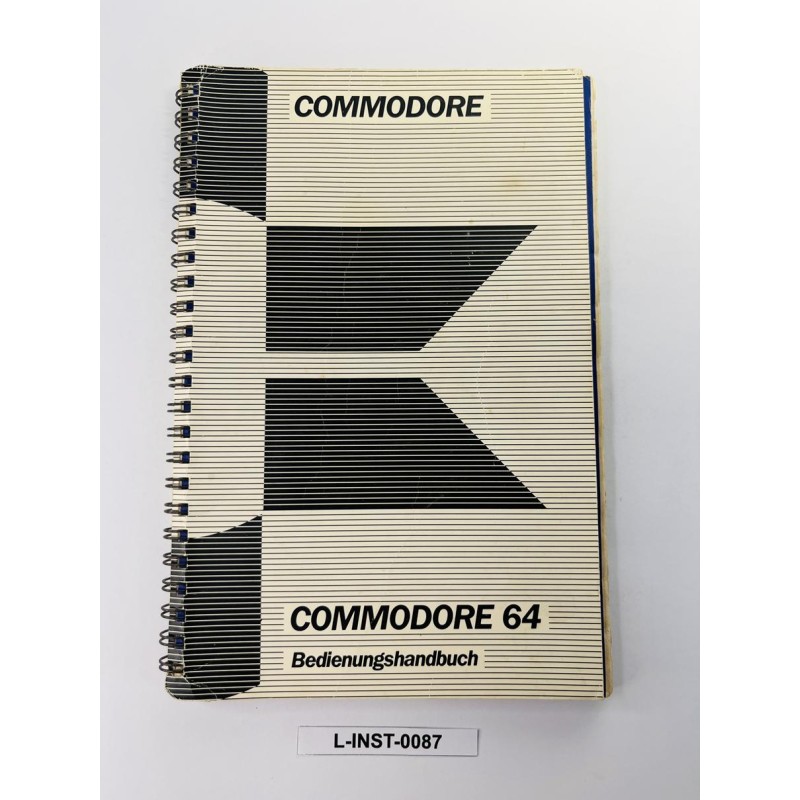 COMMODORE
COMMODORE 64
Bedienungshandbuch
L-INST-0087